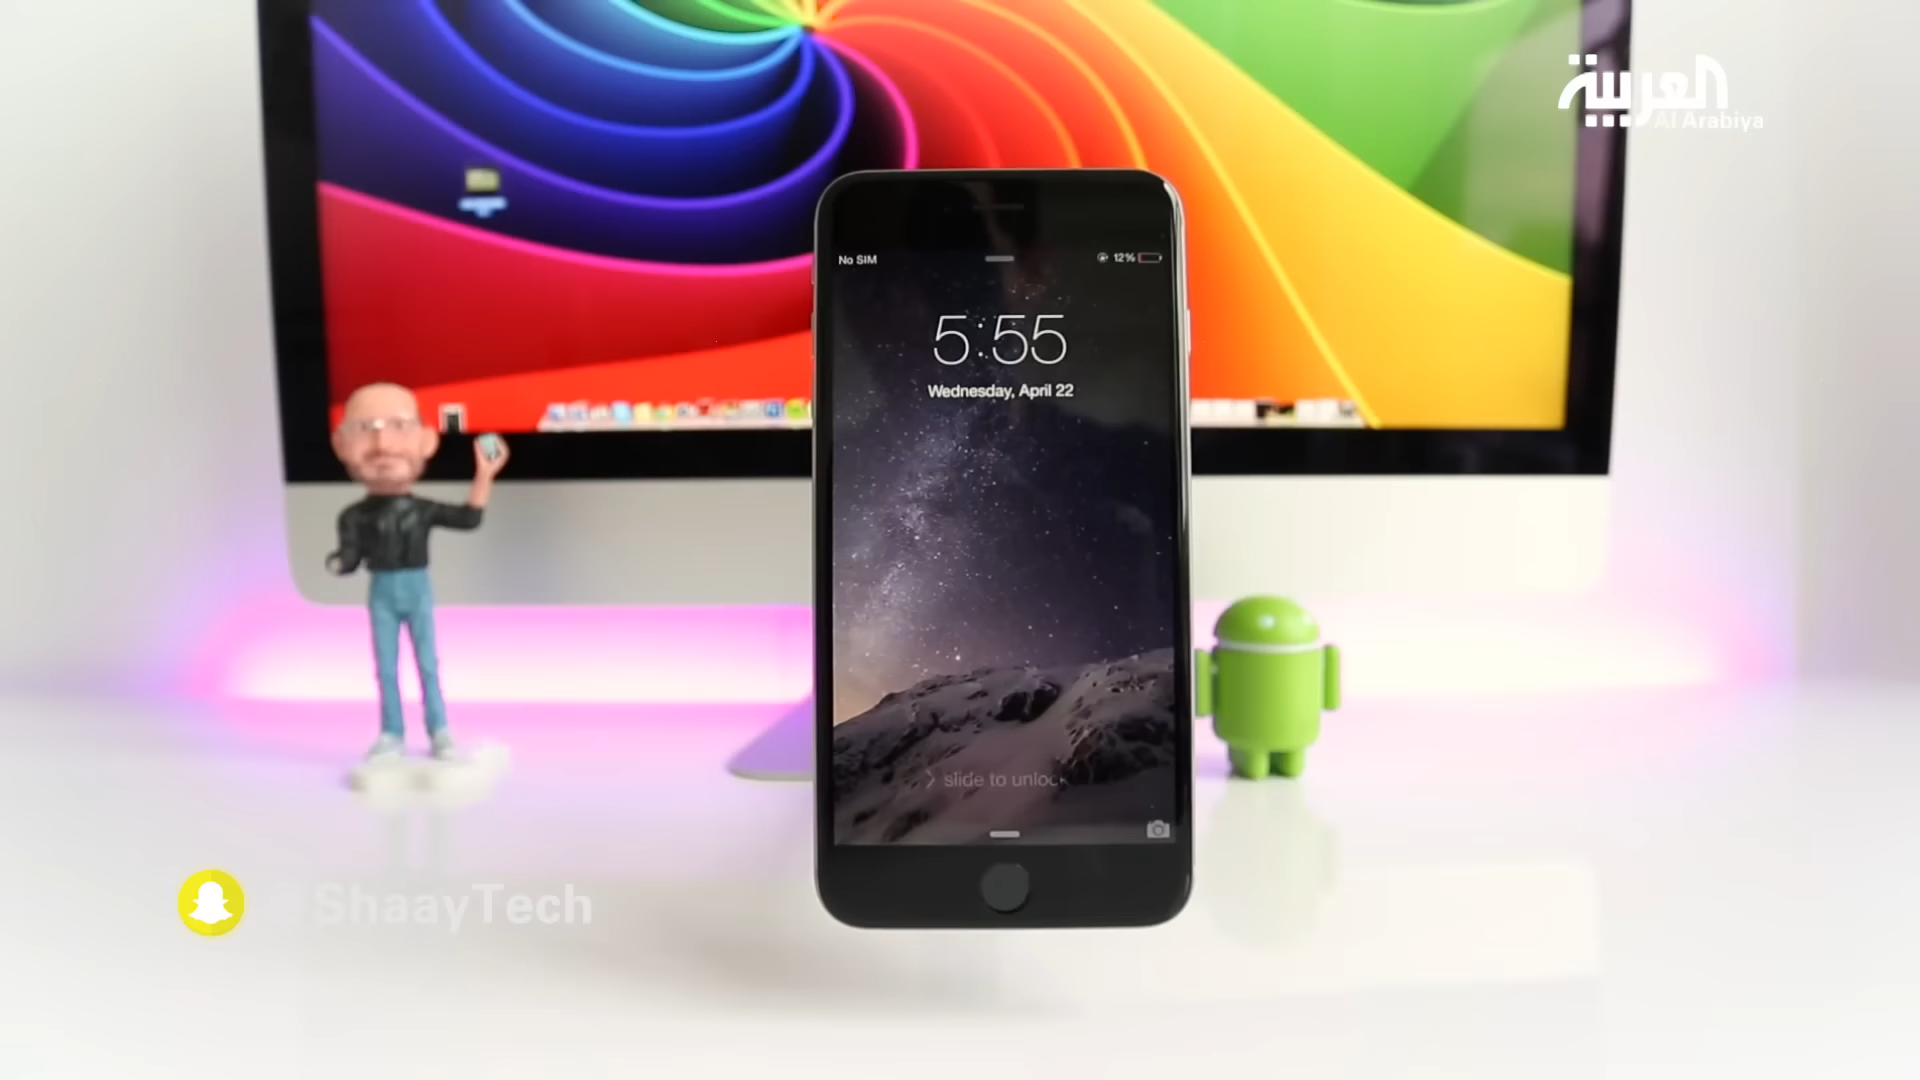 العربية
Al Arabiya
No SIM
12%
5:55
Wednesday, April 22
> slide to unlock
@ShaayTech